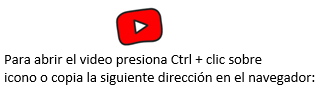 Para abrir el video presiona Ctrl + clic sobre
icono o copia la siguiente dirección en el navegador: